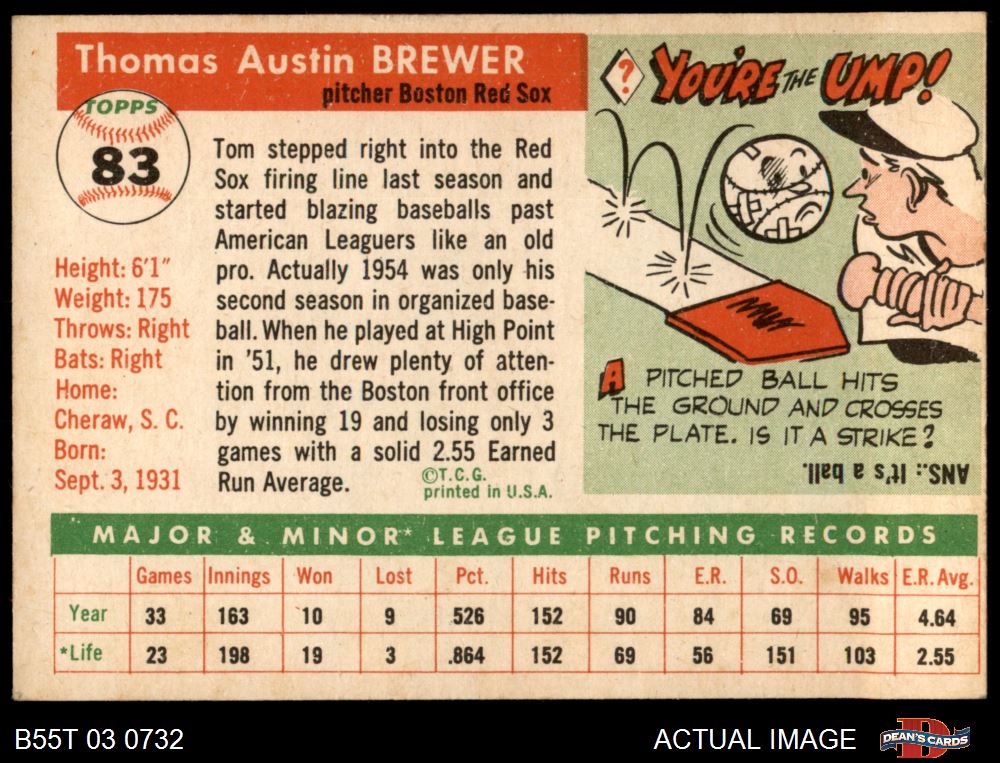 Thomas Austin BREWER
pitcher Boston Red Sox
TOPPS
83
Height: 6'1"
Weight: 175
Throws: Right
Bats: Right
Home:
Cheraw, S. C.
Born:
Sept. 3, 1931
Tom stepped right into the Red
Sox firing line last season and
started blazing baseballs past
American Leaguers like an old
pro. Actually 1954 was only his
second season in organized base-
ball. When he played at High Point
in '51, he drew plenty of atten-
tion from the Boston front office
by winning 19 and losing only 3
games with a solid 2.55 Earned
Run Average.
©T.C.G.
printed in U.S.A.
? YOU'RE THE UMP!
A PITCHED BALL HITS
THE GROUND AND CROSSES
THE PLATE. IS IT A STRIKE?
ANS.: It's a ball.
MAJOR & MINOR* LEAGUE PITCHING RECORDS
Games Innings Won Lost Pct. Hits Runs E.R. S.O. Walks E.R. Avg.
Year 33 163 10 9 .526 152 90 84 69 95 4.64
*Life 23 198 19 3 .864 152 69 56 151 103 2.55
B55T 03 0732
ACTUAL IMAGE
D
DEAN'S CARDS